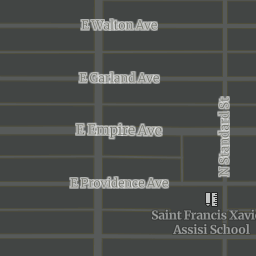 E Walton Ave
E Garland Ave
E Empire Ave
N Standard St
E Providence Ave
Saint Francis Xavie
Assisi School